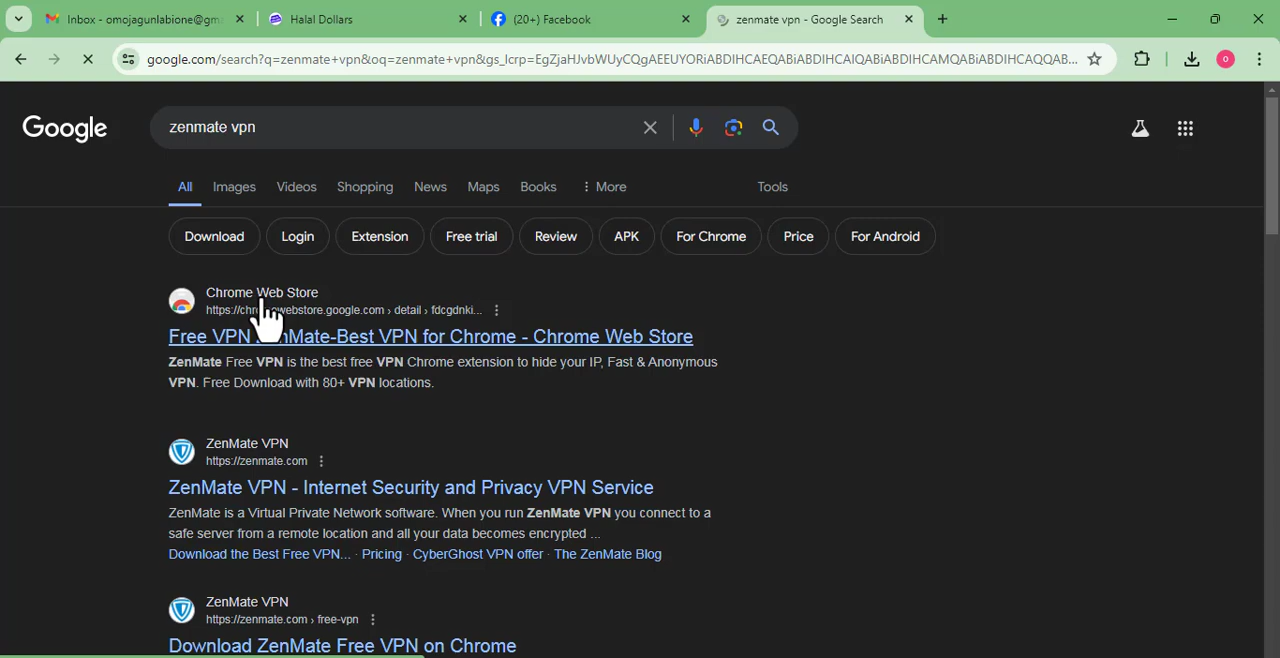 Inbox - omojagunlabione@gm
Halal Dollars
(20+) Facebook
zenmate vpn - Google Search
google.com/search?q=zenmate+vpn&oq=zenmate+vpn&gs_lcrp=EgZjaHJvbWUyCQgAEEUYORiABDIHCAEQABiABDIHCAIQABiABDIHCAMQABiABDIHCAQQAB...
O
Google
zenmate vpn
All Images Videos Shopping News Maps Books More Tools
Download Login Extension Free trial Review APK For Chrome Price For Android
Chrome Web Store
detail › fdcgdnki...
Free VPN
Mate-Best VPN for Chrome - Chrome Web Store
ZenMate Free VPN is the best free VPN Chrome extension to hide your IP, Fast & Anonymous
VPN. Free Download with 80+ VPN locations.
ZenMate VPN
https://zenmate.com
ZenMate VPN - Internet Security and Privacy VPN Service
ZenMate is a Virtual Private Network software. When you run ZenMate VPN you connect to a
safe server from a remote location and all your data becomes encrypted ...
Download the Best Free VPN... · Pricing · CyberGhost VPN offer · The ZenMate Blog
ZenMate VPN
https://zenmate.com › free-vpn
Download ZenMate Free VPN on Chrome